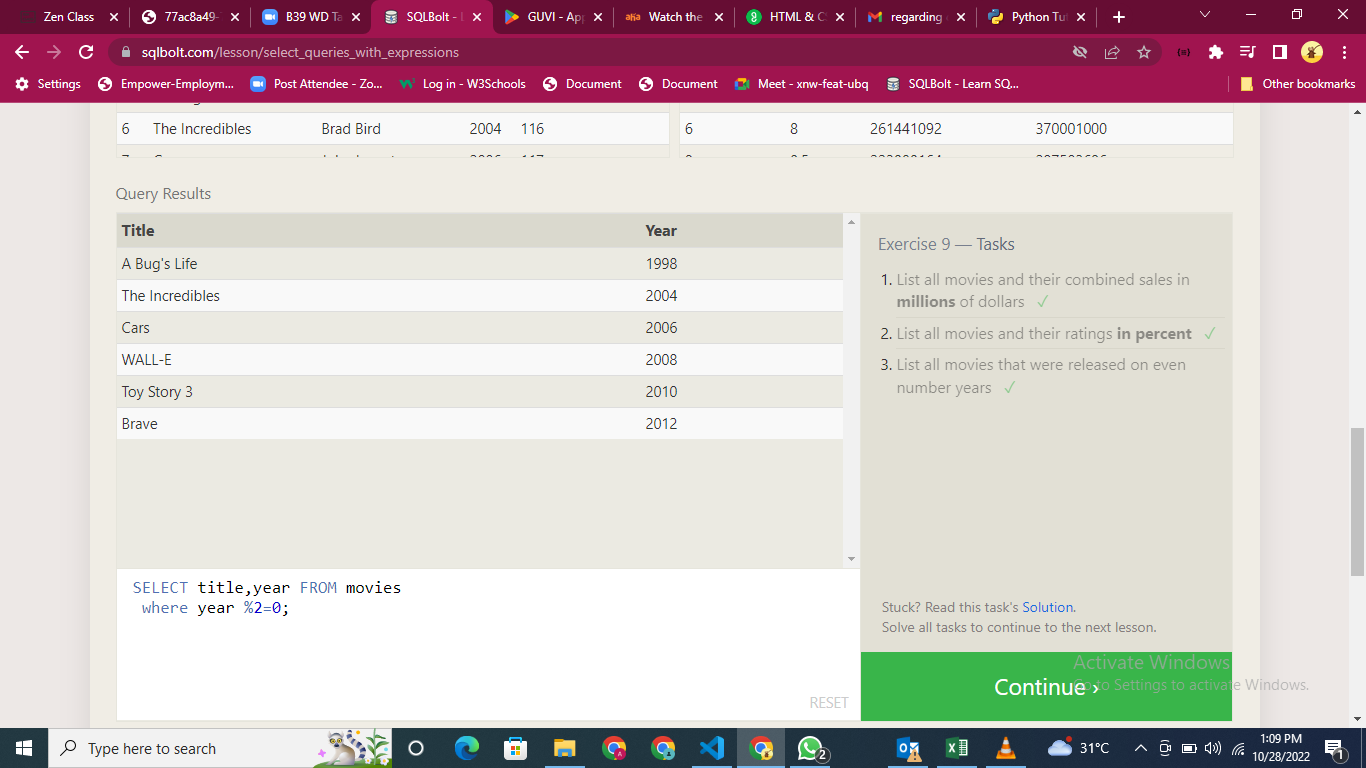 Zen Class
77ac8a49-
B39 WD Ta
SQLBolt - L
GUVI - App
Watch the
HTML & C
regarding
Python Tut
sqlbolt.com/lesson/select_queries_with_expressions
Settings
Empower-Employm...
Post Attendee - Zo...
Log in - W3Schools
Document
Document
Meet - xnw-feat-ubq
SQLBolt - Learn SQ...
Other bookmarks
6 The Incredibles Brad Bird 2004 116
6 8 261441092 370001000
Query Results
Title Year
A Bug's Life 1998
The Incredibles 2004
Cars 2006
WALL-E 2008
Toy Story 3 2010
Brave 2012
Exercise 9 — Tasks
1. List all movies and their combined sales in
millions of dollars ✓
2. List all movies and their ratings in percent ✓
3. List all movies that were released on even
number years ✓
SELECT title,year FROM movies
where year %2=0;
RESET
Stuck? Read this task's Solution.
Solve all tasks to continue to the next lesson.
Continue ›
Activate Windows
Go to Settings to activate Windows.
Type here to search
2
31°C
1:09 PM
10/28/2022
1